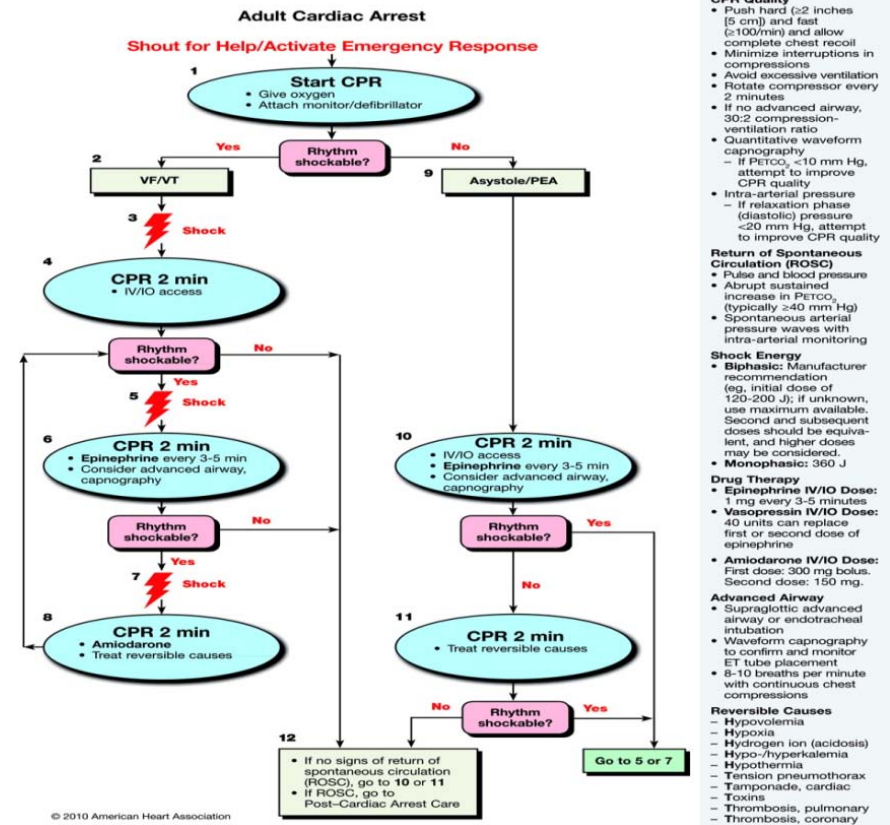 Adult Cardiac Arrest
Shout for Help/Activate Emergency Response
1
Start CPR
• Give oxygen
• Attach monitor/defibrillator
Rhythm
shockable?
Yes
No
2
VF/VT
9
Asystole/PEA
3
Shock
4
CPR 2 min
• IV/IO access
Rhythm
shockable?
No
Yes
5
Shock
6
CPR 2 min
• Epinephrine every 3-5 min
• Consider advanced airway,
capnography
Rhythm
shockable?
No
Yes
7
Shock
8
CPR 2 min
• Amiodarone
• Treat reversible causes
10
CPR 2 min
• IV/IO access
• Epinephrine every 3-5 min
• Consider advanced airway,
capnography
Rhythm
shockable?
Yes
No
11
CPR 2 min
• Treat reversible causes
No
Rhythm
shockable?
Yes
12
• If no signs of return of
spontaneous circulation
(ROSC), go to 10 or 11
• If ROSC, go to
Post–Cardiac Arrest Care
Go to 5 or 7
© 2010 American Heart Association
CPR Quality
• Push hard (≥2 inches
[5 cm]) and fast
(≥100/min) and allow
complete chest recoil
• Minimize interruptions in
compressions
• Avoid excessive ventilation
• Rotate compressor every
2 minutes
• If no advanced airway,
30:2 compression-
ventilation ratio
• Quantitative waveform
capnography
– If PETCO₂ <10 mm Hg,
attempt to improve
CPR quality
• Intra-arterial pressure
– If relaxation phase
(diastolic) pressure
<20 mm Hg, attempt
to improve CPR quality
Return of Spontaneous
Circulation (ROSC)
• Pulse and blood pressure
• Abrupt sustained
increase in PETCO₂
(typically ≥40 mm Hg)
• Spontaneous arterial
pressure waves with
intra-arterial monitoring
Shock Energy
• Biphasic: Manufacturer
recommendation
(eg, initial dose of
120-200 J); if unknown,
use maximum available.
Second and subsequent
doses should be equiva-
lent, and higher doses
may be considered.
• Monophasic: 360 J
Drug Therapy
• Epinephrine IV/IO Dose:
1 mg every 3-5 minutes
• Vasopressin IV/IO Dose:
40 units can replace
first or second dose of
epinephrine
• Amiodarone IV/IO Dose:
First dose: 300 mg bolus.
Second dose: 150 mg.
Advanced Airway
• Supraglottic advanced
airway or endotracheal
intubation
• Waveform capnography
to confirm and monitor
ET tube placement
• 8-10 breaths per minute
with continuous chest
compressions
Reversible Causes
– Hypovolemia
– Hypoxia
– Hydrogen ion (acidosis)
– Hypo-/hyperkalemia
– Hypothermia
– Tension pneumothorax
– Tamponade, cardiac
– Toxins
– Thrombosis, pulmonary
– Thrombosis, coronary